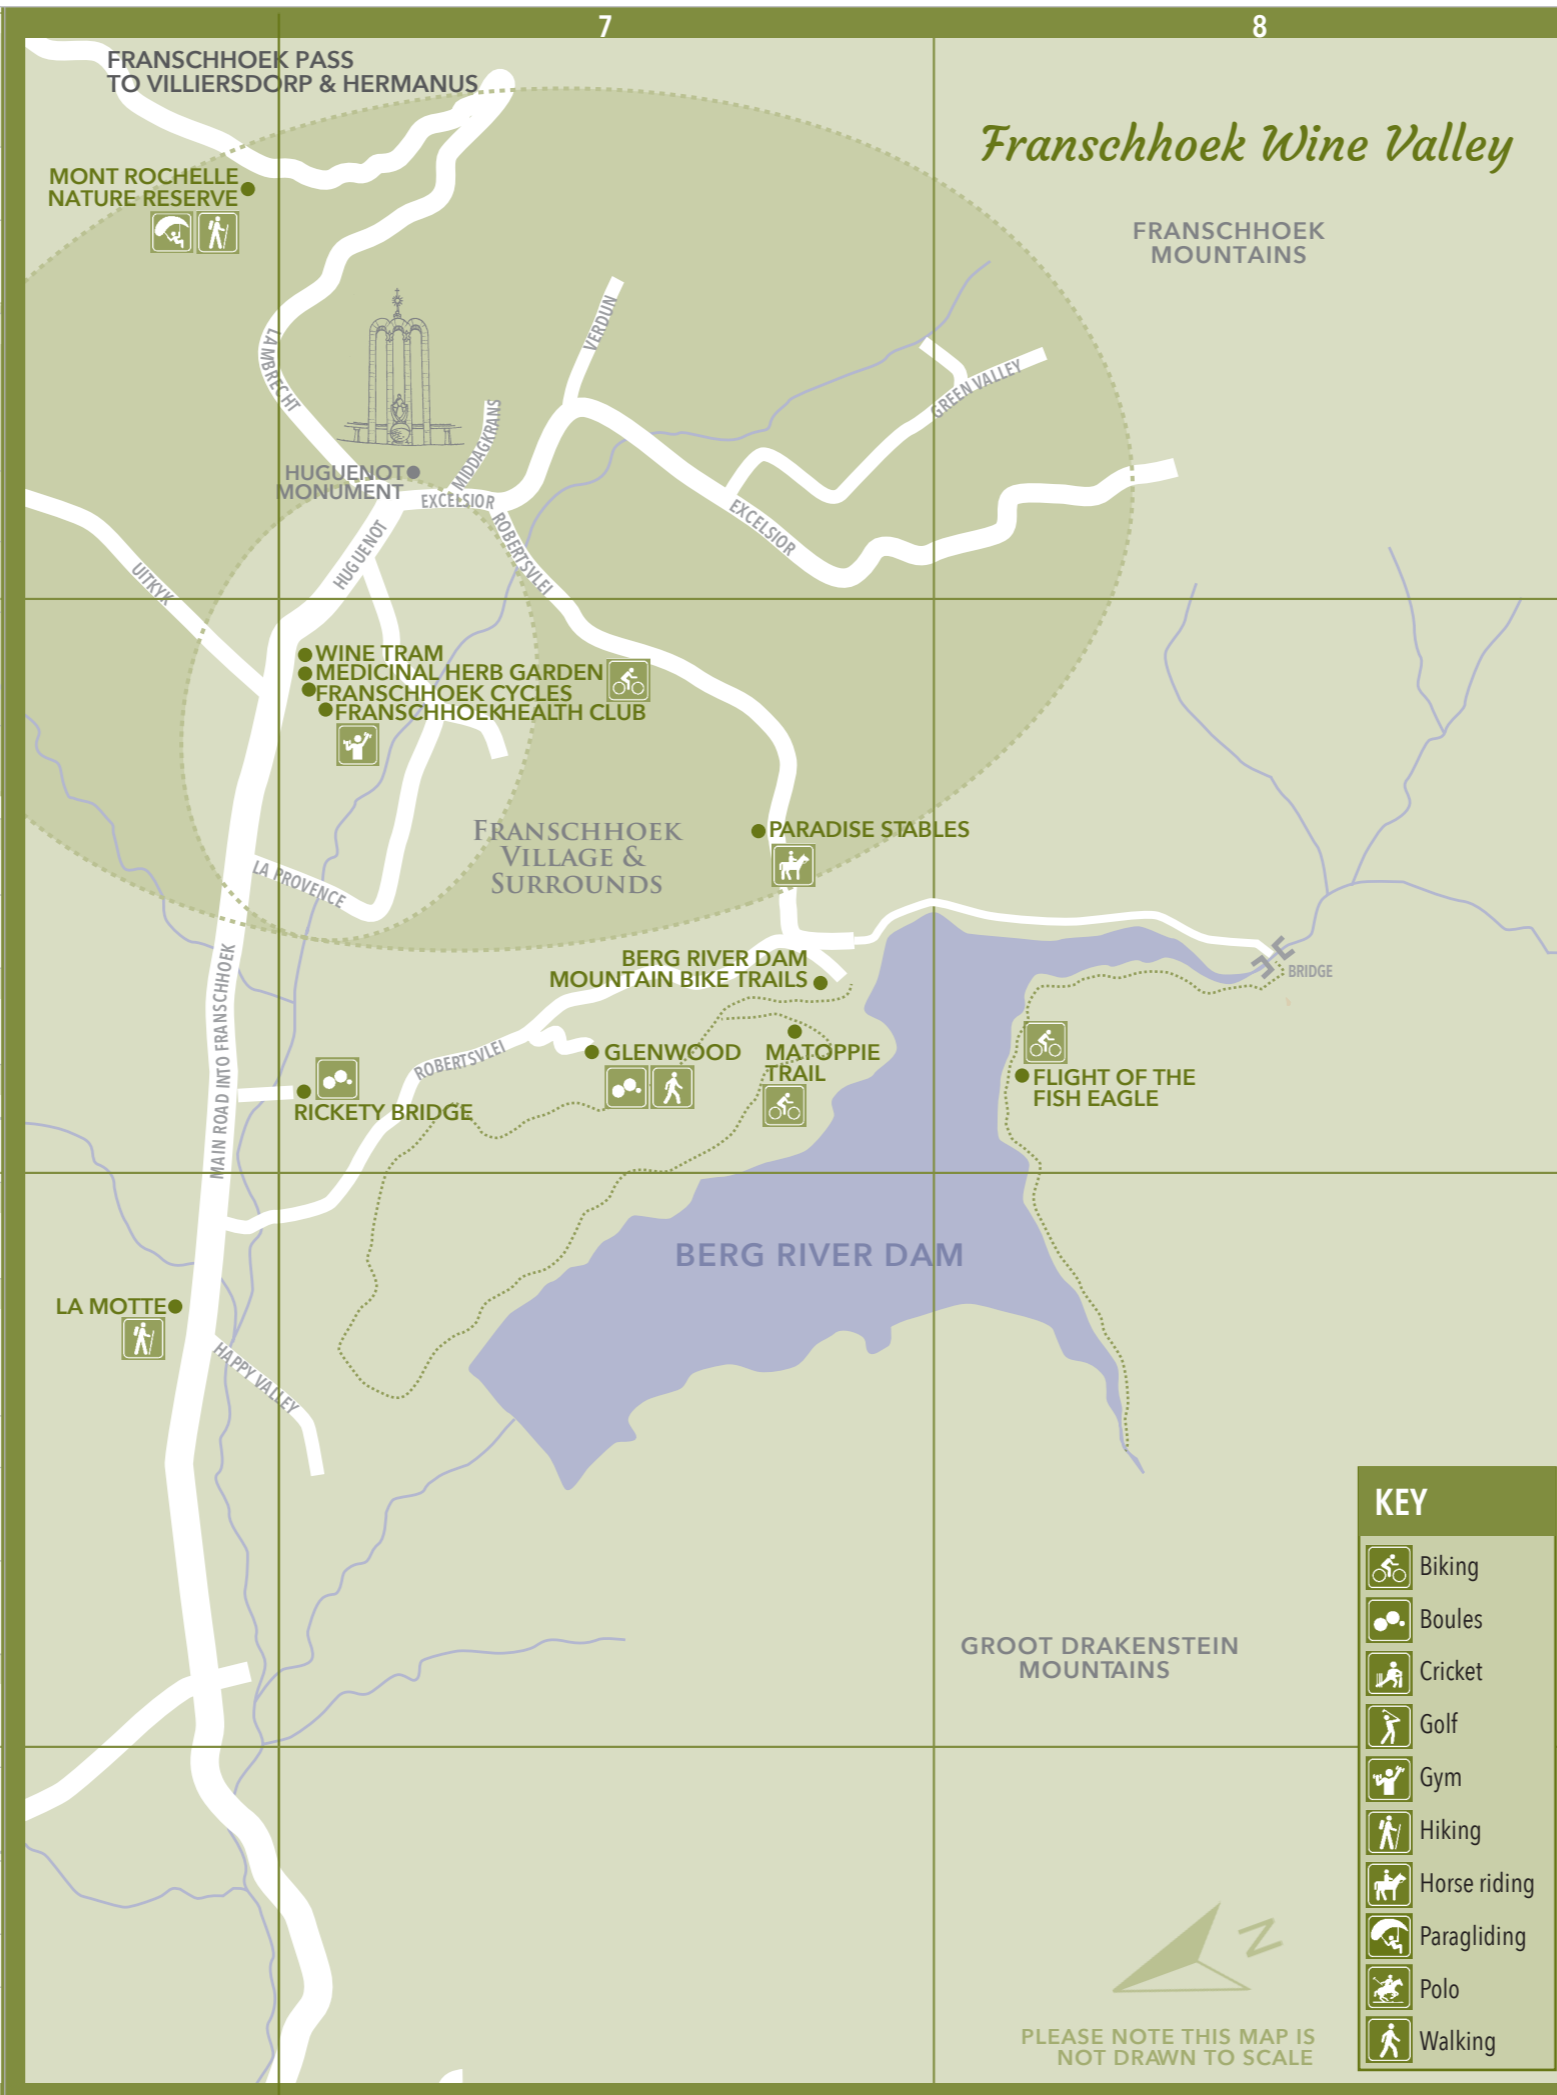 7
8
FRANSCHHOEK PASS
TO VILLIERSDORP & HERMANUS
Franschhoek Wine Valley
MONT ROCHELLE
NATURE RESERVE
FRANSCHHOEK
MOUNTAINS
LAMBRECHT
VERDUN
GREEN VALLEY
MIDDAGKRANS
HUGUENOT
MONUMENT
EXCELSIOR
EXCELSIOR
ROBERTSVLEI
HUGUENOT
UITKYK
WINE TRAM
MEDICINAL HERB GARDEN
FRANSCHHOEK CYCLES
FRANSCHHOEK HEALTH CLUB
FRANSCHHOEK
VILLAGE &
SURROUNDS
PARADISE STABLES
LA PROVENCE
MAIN ROAD INTO FRANSCHHOEK
BERG RIVER DAM
MOUNTAIN BIKE TRAILS
BRIDGE
ROBERTSVLEI
GLENWOOD
MATOPPIE
TRAIL
FLIGHT OF THE
FISH EAGLE
RICKETY BRIDGE
BERG RIVER DAM
LA MOTTE
HAPPY VALLEY
GROOT DRAKENSTEIN
MOUNTAINS
KEY
Biking
Boules
Cricket
Golf
Gym
Hiking
Horse riding
Paragliding
Polo
Walking
N
PLEASE NOTE THIS MAP IS
NOT DRAWN TO SCALE